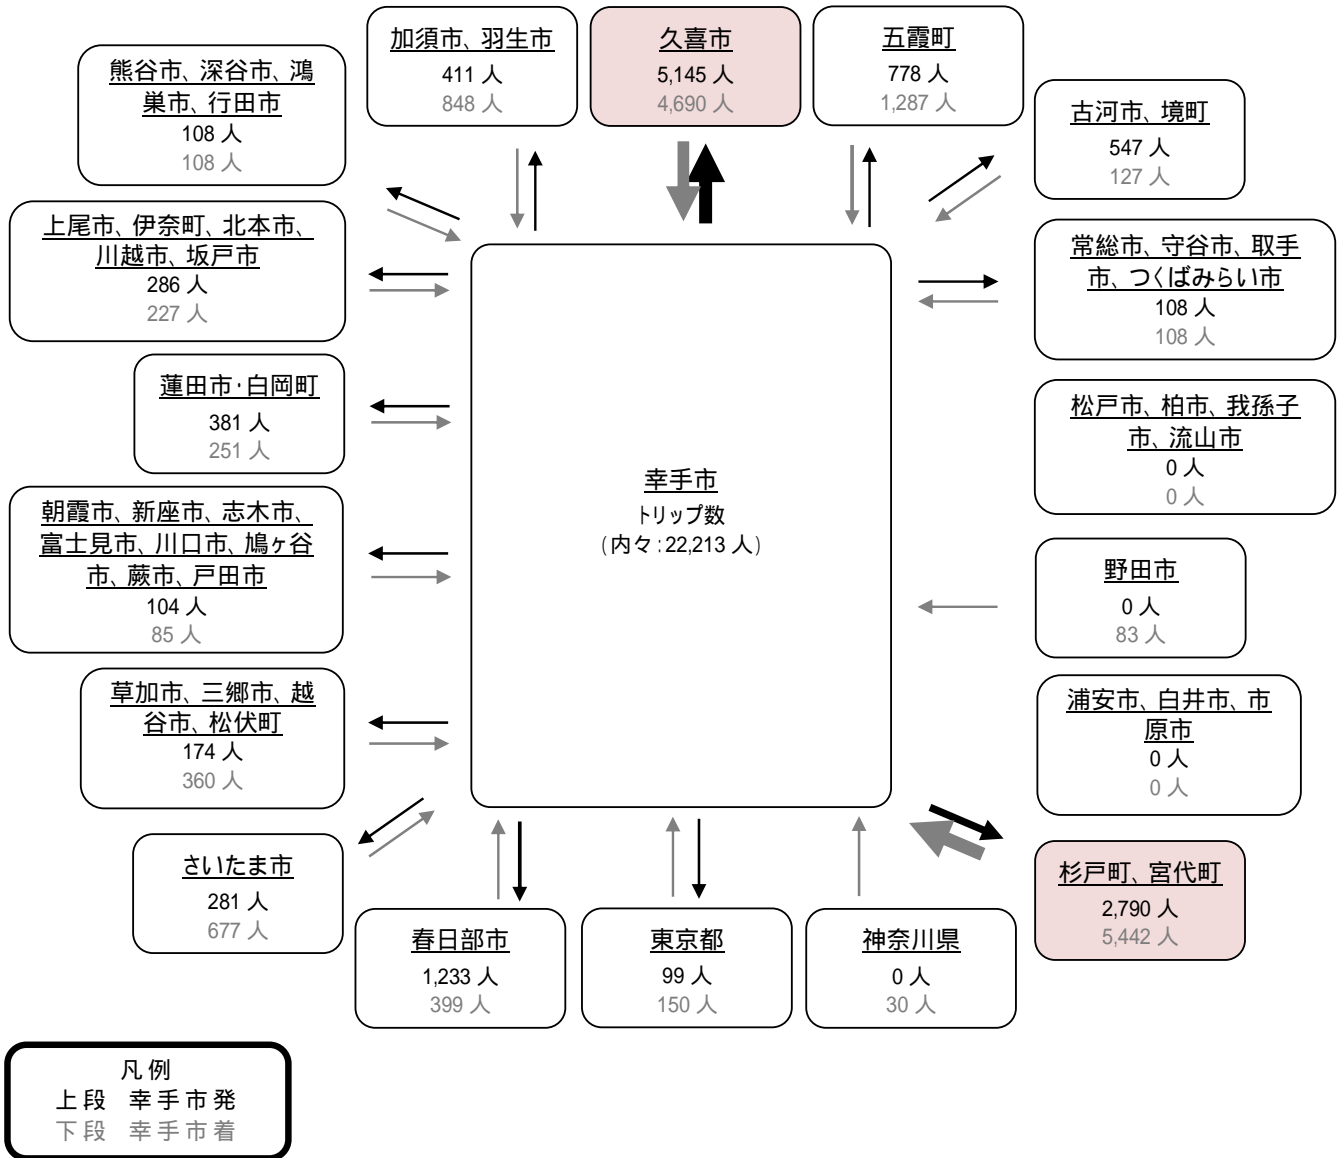 加須市、羽生市
411 人
848 人
久喜市
5,145 人
4,690 人
五霞町
778 人
1,287 人
熊谷市、深谷市、鴻
巣市、行田市
108 人
108 人
古河市、境町
547 人
127 人
上尾市、伊奈町、北本市、
川越市、坂戸市
286 人
227 人
常総市、守谷市、取手
市、つくばみらい市
108 人
108 人
蓮田市・白岡町
381 人
251 人
松戸市、柏市、我孫子
市、流山市
0 人
0 人
幸手市
トリップ数
(内々:22,213 人)
朝霞市、新座市、志木市、
富士見市、川口市、鳩ヶ谷
市、蕨市、戸田市
104 人
85 人
野田市
0 人
83 人
草加市、三郷市、越
谷市、松伏町
174 人
360 人
浦安市、白井市、市
原市
0 人
0 人
さいたま市
281 人
677 人
杉戸町、宮代町
2,790 人
5,442 人
春日部市
1,233 人
399 人
東京都
99 人
150 人
神奈川県
0 人
30 人
凡例
上段 幸手市発
下段 幸手市着